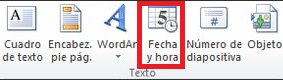 Cuadro Encabez. WordArt Fecha Número de Objeto
de texto pie pág. y hora diapositiva
Texto